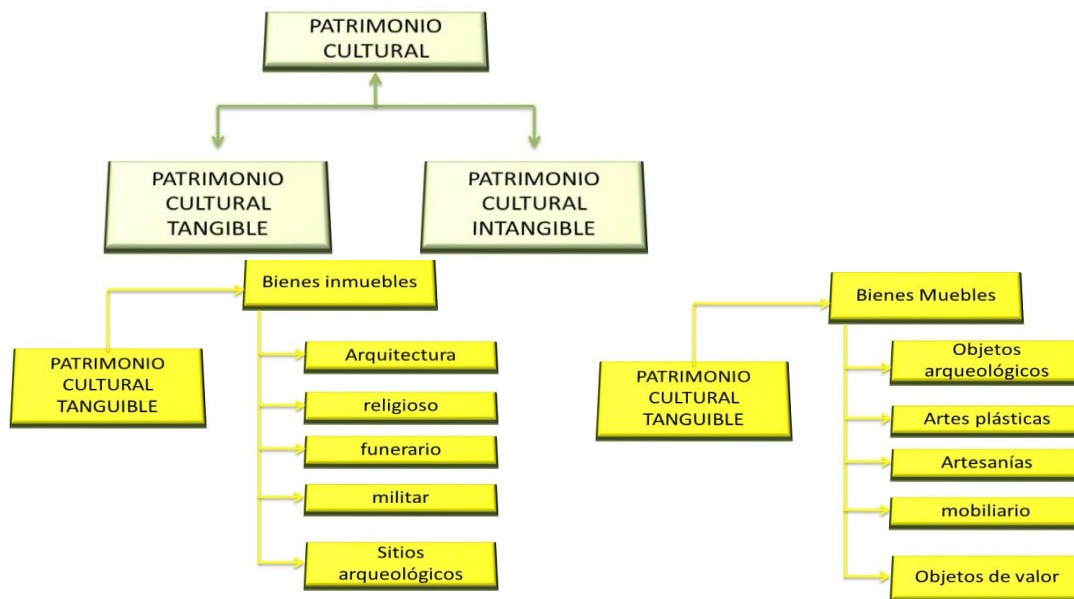 PATRIMONIO
CULTURAL
PATRIMONIO
CULTURAL
TANGIBLE
PATRIMONIO
CULTURAL
INTANGIBLE
Bienes inmuebles
PATRIMONIO
CULTURAL
TANGUIBLE
Arquitectura
religioso
funerario
militar
Sitios
arqueológicos
Bienes Muebles
PATRIMONIO
CULTURAL
TANGUIBLE
Objetos
arqueológicos
Artes plásticas
Artesanías
mobiliario
Objetos de valor